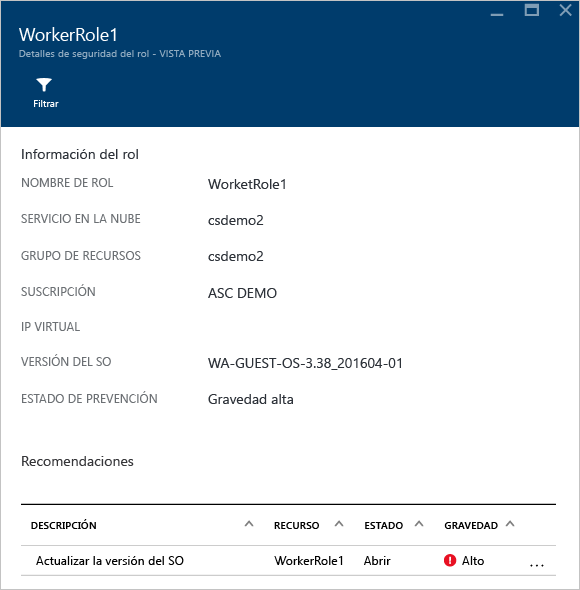 WorkerRole1
Detalles de seguridad del rol - VISTA PREVIA
Filtrar
Información del rol
NOMBRE DE ROL WorketRole1
SERVICIO EN LA NUBE csdemo2
GRUPO DE RECURSOS csdemo2
SUSCRIPCIÓN ASC DEMO
IP VIRTUAL
VERSIÓN DEL SO WA-GUEST-OS-3.38_201604-01
ESTADO DE PREVENCIÓN Gravedad alta
Recomendaciones
DESCRIPCIÓN RECURSO ESTADO GRAVEDAD
Actualizar la versión del SO WorkerRole1 Abrir Alto ...